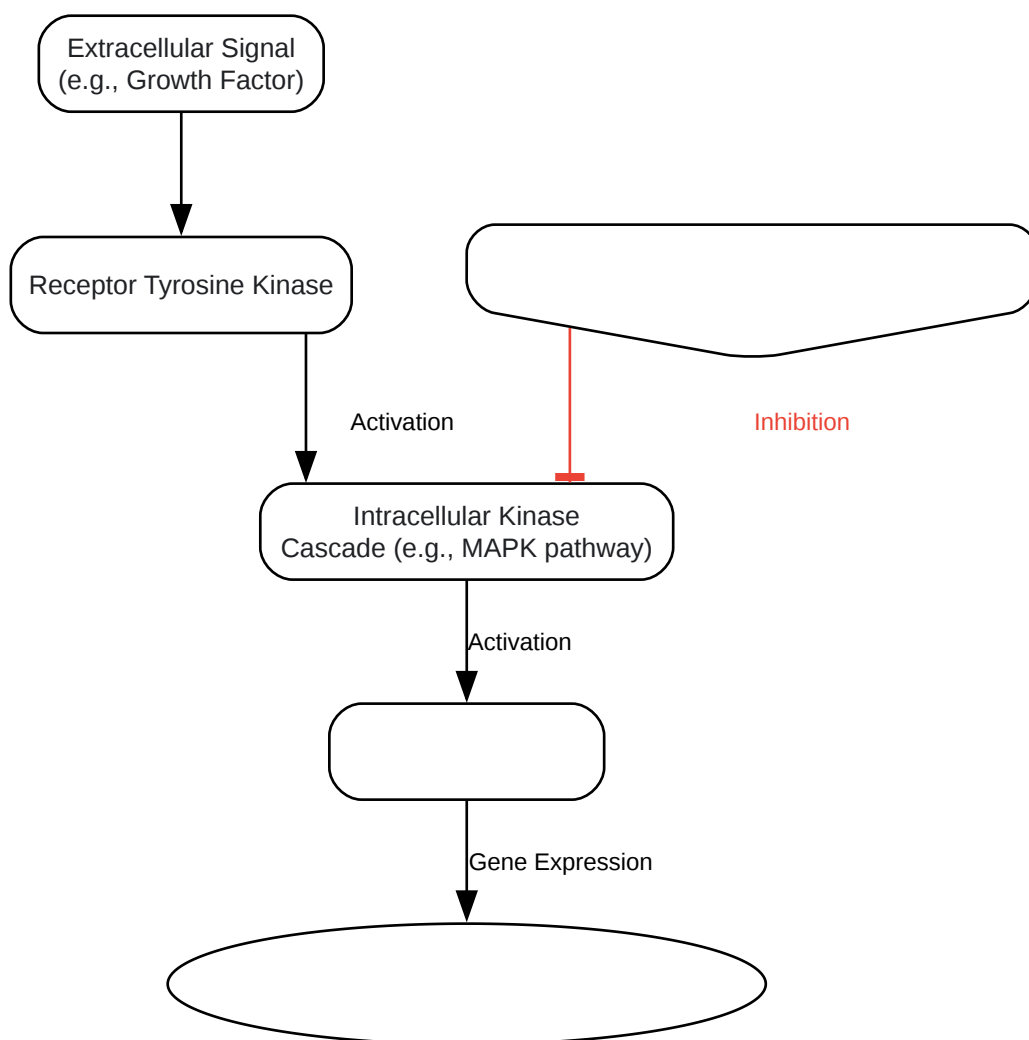 Extracellular Signal
(e.g., Growth Factor)
Receptor Tyrosine Kinase
Activation
Inhibition
Intracellular Kinase
Cascade (e.g., MAPK pathway)
Activation
Gene Expression